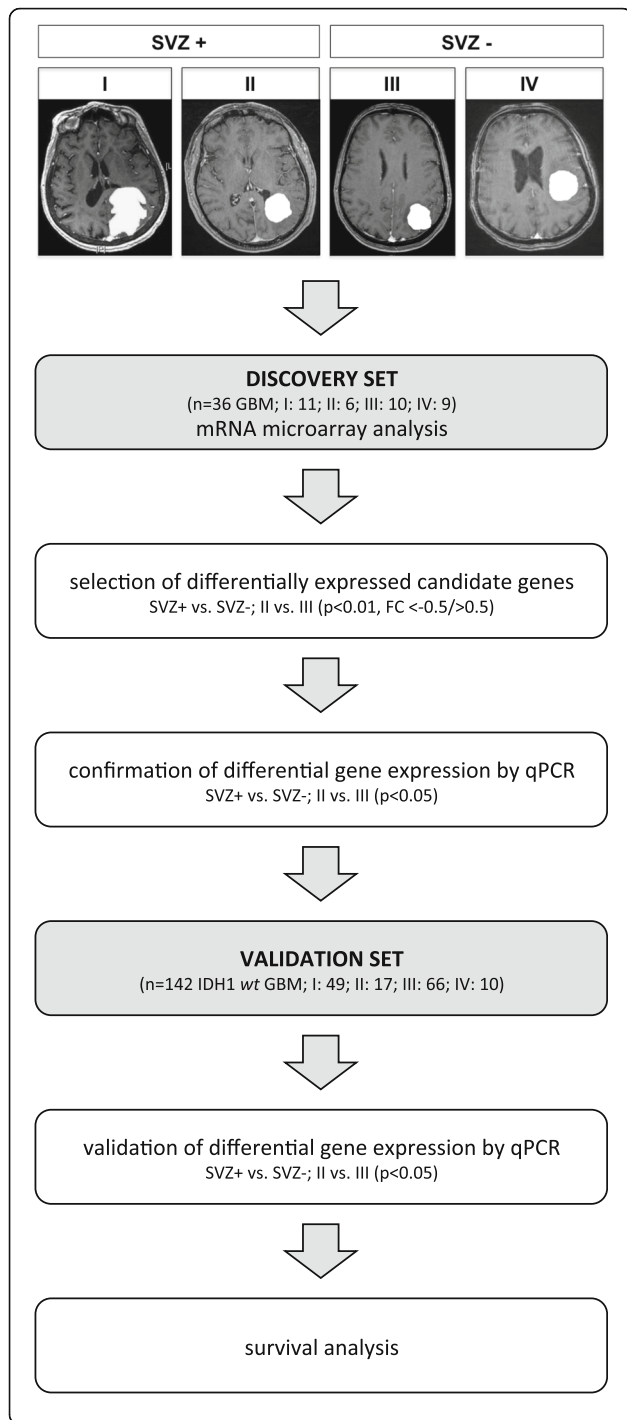 SVZ + SVZ -
I II III IV
DISCOVERY SET
(n=36 GBM; I: 11; II: 6; III: 10; IV: 9)
mRNA microarray analysis
selection of differentially expressed candidate genes
SVZ+ vs. SVZ-; II vs. III (p<0.01, FC <-0.5/>0.5)
confirmation of differential gene expression by qPCR
SVZ+ vs. SVZ-; II vs. III (p<0.05)
VALIDATION SET
(n=142 IDH1 wt GBM; I: 49; II: 17; III: 66; IV: 10)
validation of differential gene expression by qPCR
SVZ+ vs. SVZ-; II vs. III (p<0.05)
survival analysis